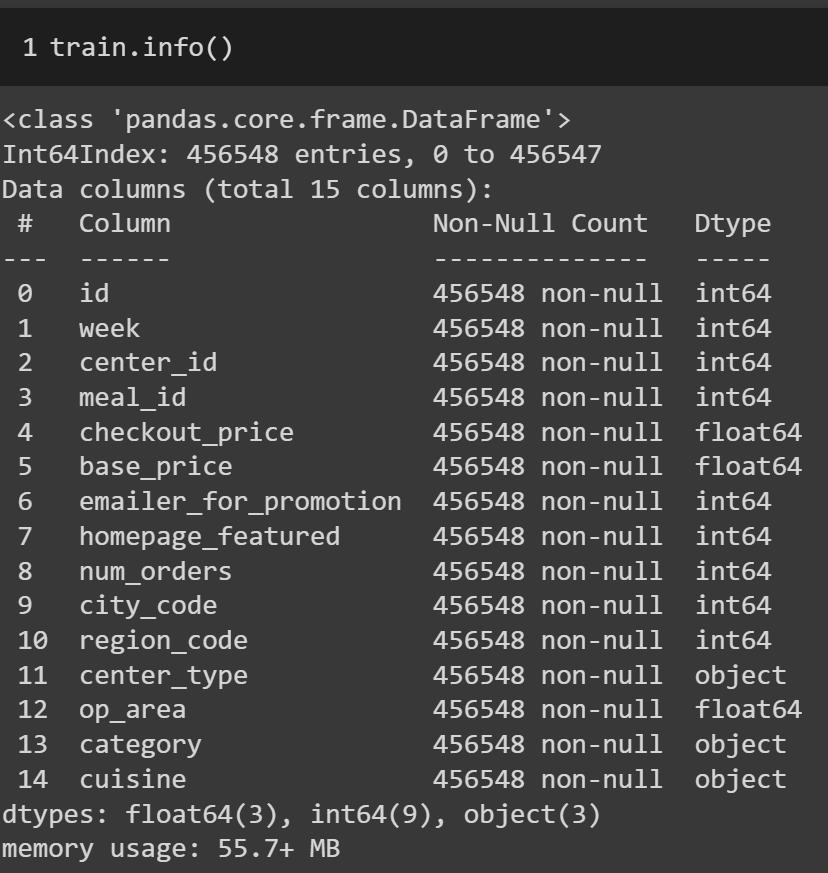 1 train.info()
<class 'pandas.core.frame.DataFrame'>
Int64Index: 456548 entries, 0 to 456547
Data columns (total 15 columns):
 #   Column                 Non-Null Count   Dtype
---  ------                 --------------   -----
 0   id                     456548 non-null  int64
 1   week                   456548 non-null  int64
 2   center_id              456548 non-null  int64
 3   meal_id                456548 non-null  int64
 4   checkout_price         456548 non-null  float64
 5   base_price             456548 non-null  float64
 6   emailer_for_promotion  456548 non-null  int64
 7   homepage_featured      456548 non-null  int64
 8   num_orders             456548 non-null  int64
 9   city_code              456548 non-null  int64
 10  region_code            456548 non-null  int64
 11  center_type            456548 non-null  object
 12  op_area                456548 non-null  float64
 13  category               456548 non-null  object
 14  cuisine                456548 non-null  object
dtypes: float64(3), int64(9), object(3)
memory usage: 55.7+ MB